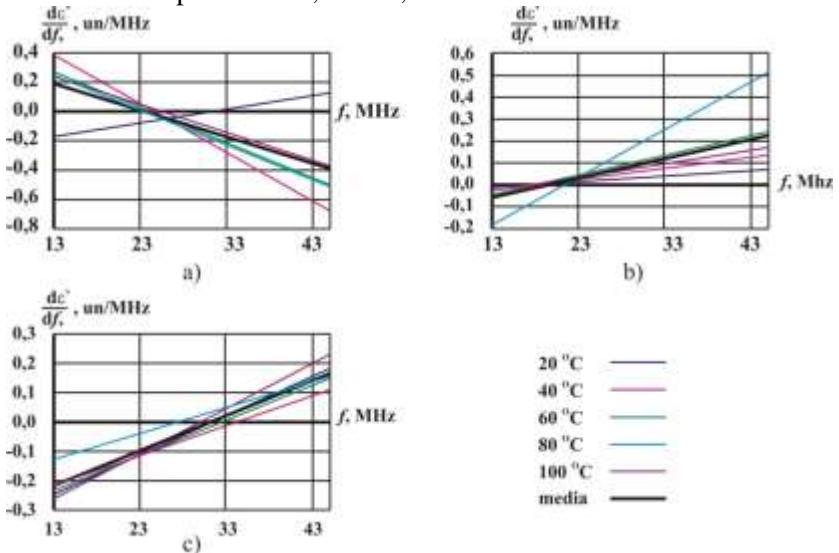 dε`
df, , un/MHz
0,4
0,2
0,0
-0,2
-0,4
-0,6
-0,8
f, MHz
13 23 33 43
a)
dε`
df, , un/MHz
0,6
0,5
0,4
0,3
0,2
0,1
0,0
-0,1
-0,2
f, Mhz
13 23 33 43
b)
dε`
df, , un/MHz
0,3
0,2
0,1
0,0
-0,1
-0,2
-0,3
f, MHz
13 23 33 43
c)
20 °C
40 °C
60 °C
80 °C
100 °C
media